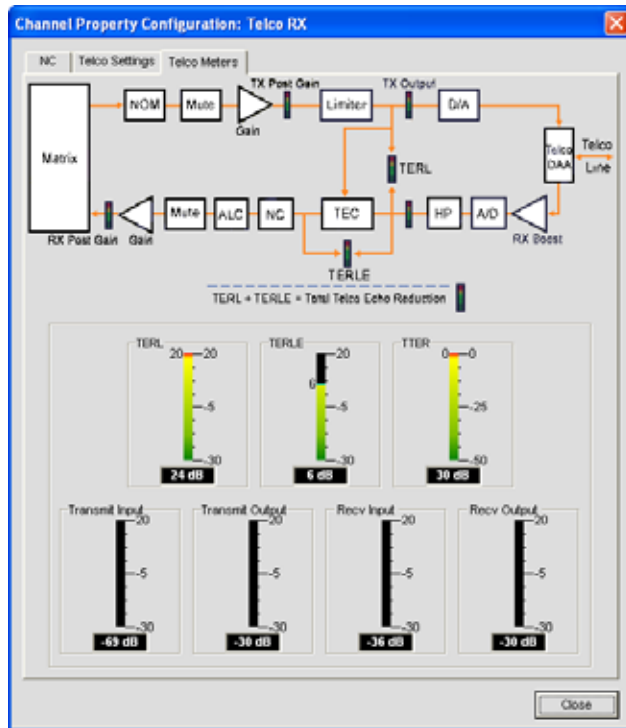 Channel Property Configuration: Telco RX
NC
Telco Settings
Telco Meters
TX Post Gain
TX Output
Matrix
NOM
Mute
Gain
Limiter
D/A
Telco
DAA
Telco
Line
TERL
RX Post Gain
Gain
Mute
ALC
NC
TEC
HP
A/D
RX Boost
TERLE
TERL + TERLE = Total Telco Echo Reduction
TERL
20
20
-5
-30
24 dB
TERLE
6
20
-5
-30
6 dB
TTER
0
0
-25
-50
30 dB
Transmit Input
20
-5
-30
-69 dB
Transmit Output
20
-5
-30
-30 dB
Recv Input
20
-5
-30
-36 dB
Recv Output
20
-5
-30
-30 dB
Close